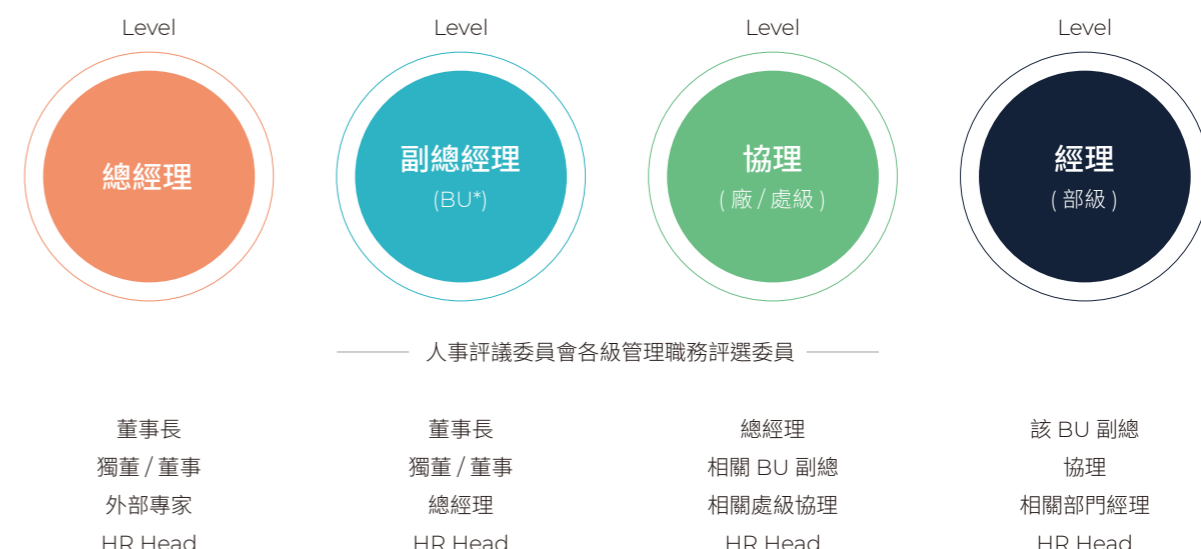 Level Level Level Level
總經理 副總經理 協理 經理
(BU*) ( 廠 / 處級 ) ( 部級 )
人事評議委員會各級管理職務評選委員
董事長 董事長 總經理 該 BU 副總
獨董 / 董事 獨董 / 董事 相關 BU 副總 協理
外部專家 總經理 相關處級協理 相關部門經理
HR Head HR Head HR Head HR Head